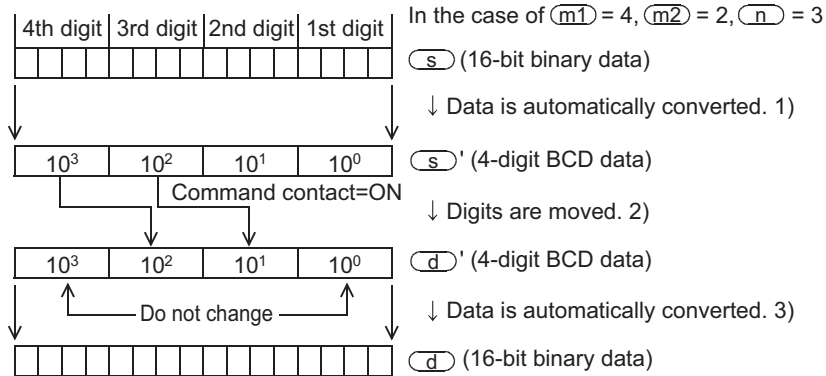 In the case of m1 = 4, m2 = 2, n = 3
4th digit 3rd digit 2nd digit 1st digit
s (16-bit binary data)
↓ Data is automatically converted. 1)
10³ 10² 10¹ 10⁰
s ' (4-digit BCD data)
Command contact=ON
↓ Digits are moved. 2)
10³ 10² 10¹ 10⁰
d ' (4-digit BCD data)
Do not change
↓ Data is automatically converted. 3)
d (16-bit binary data)